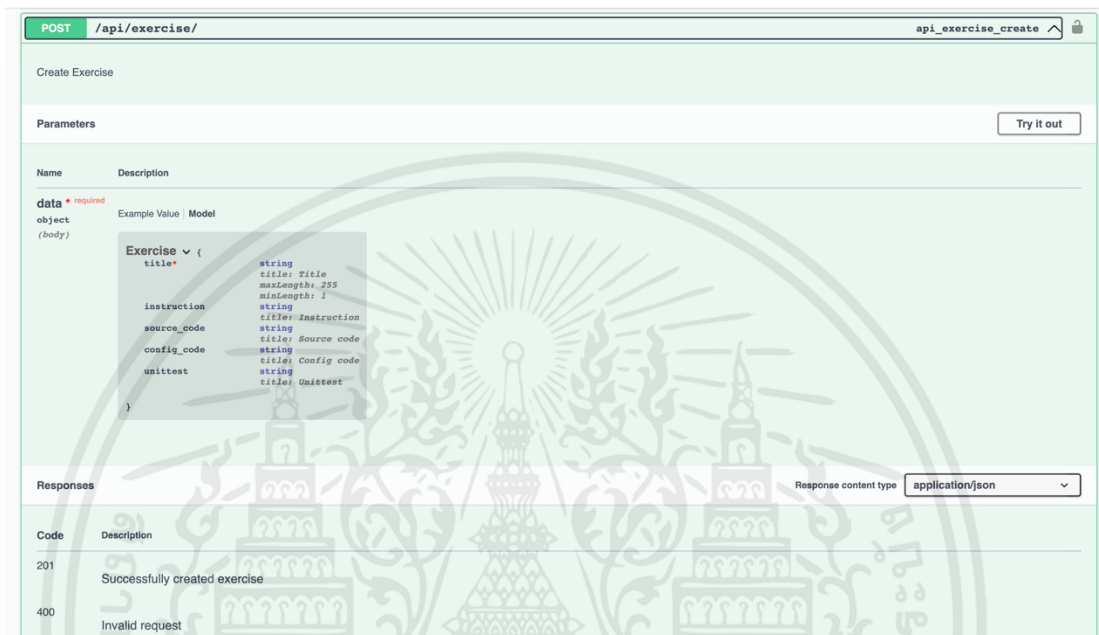 POST /api/exercise/ api_exercise_create
Create Exercise
Parameters Try it out
Name Description
data * required
object
(body)
Example Value Model
Exercise {
title* string
title: Title
maxLength: 255
minLength: 1
instruction string
title: Instruction
source_code string
title: Source code
config_code string
title: Config code
unittest string
title: Unittest
}
Responses Response content type application/json
Code Description
201
Successfully created exercise
400
Invalid request